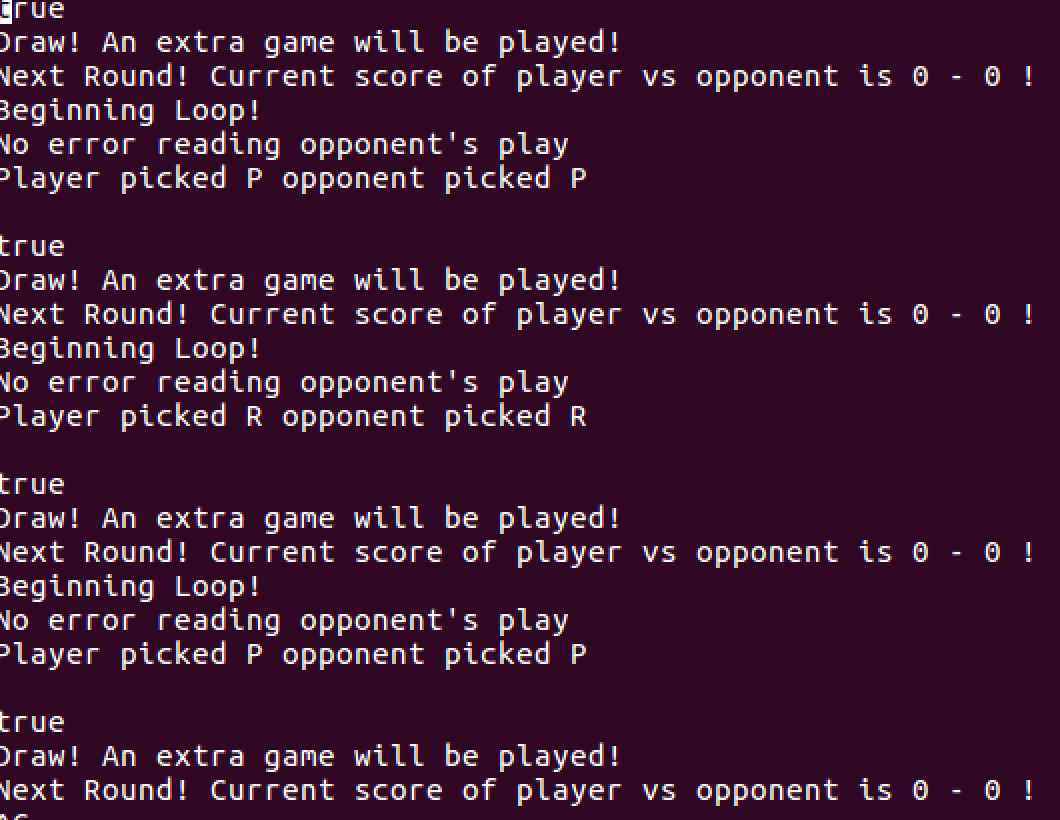 true
Draw! An extra game will be played!
Next Round! Current score of player vs opponent is 0 - 0 !
Beginning Loop!
No error reading opponent's play
Player picked P opponent picked P
true
Draw! An extra game will be played!
Next Round! Current score of player vs opponent is 0 - 0 !
Beginning Loop!
No error reading opponent's play
Player picked R opponent picked R
true
Draw! An extra game will be played!
Next Round! Current score of player vs opponent is 0 - 0 !
Beginning Loop!
No error reading opponent's play
Player picked P opponent picked P
true
Draw! An extra game will be played!
Next Round! Current score of player vs opponent is 0 - 0 !